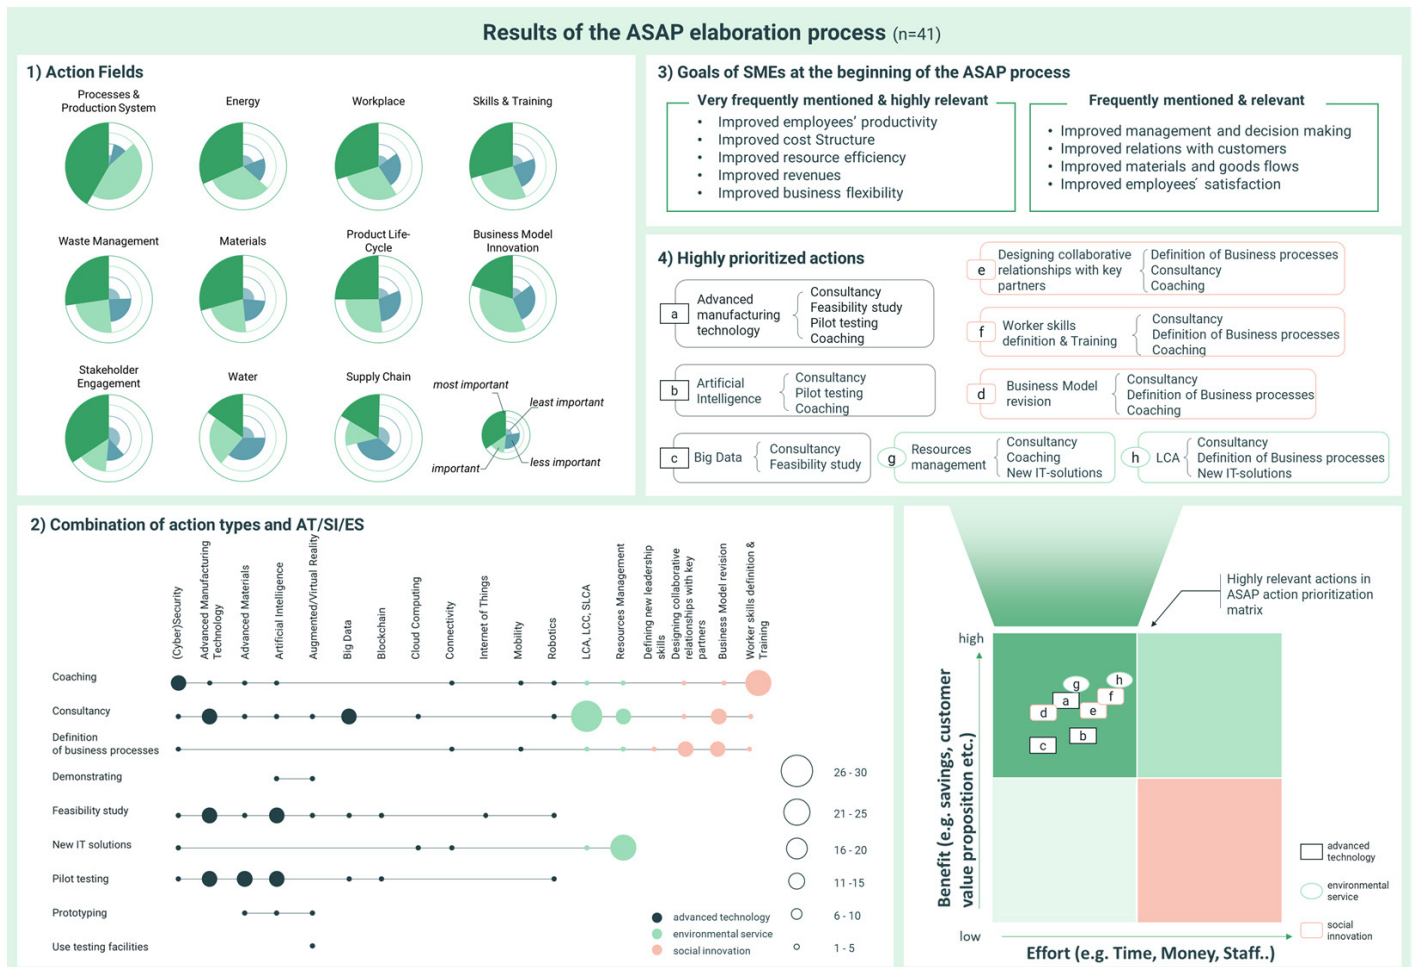 Results of the ASAP elaboration process (n=41)
1) Action Fields
Processes &
Production System
Energy
Workplace
Skills & Training
Waste Management
Materials
Product Life-
Cycle
Business Model
Innovation
Stakeholder
Engagement
Water
Supply Chain
most important
least important
important
less important
3) Goals of SMEs at the beginning of the ASAP process
Very frequently mentioned & highly relevant
• Improved employees' productivity
• Improved cost Structure
• Improved resource efficiency
• Improved revenues
• Improved business flexibility
Frequently mentioned & relevant
• Improved management and decision making
• Improved relations with customers
• Improved materials and goods flows
• Improved employees´ satisfaction
4) Highly prioritized actions
a
Advanced
manufacturing
technology
Consultancy
Feasibility study
Pilot testing
Coaching
b
Artificial
Intelligence
Consultancy
Pilot testing
Coaching
c
Big Data
Consultancy
Feasibility study
e
Designing collaborative
relationships with key
partners
Definition of Business processes
Consultancy
Coaching
f
Worker skills
definition & Training
Consultancy
Definition of Business processes
Coaching
d
Business Model
revision
Consultancy
Definition of Business processes
Coaching
g
Resources
management
Consultancy
Coaching
New IT-solutions
h
LCA
Consultancy
Definition of Business processes
New IT-solutions
2) Combination of action types and AT/SI/ES
(Cyber)Security
Advanced Manufacturing
Technology
Advanced Materials
Artificial Intelligence
Augmented/Virtual Reality
Big Data
Blockchain
Cloud Computing
Connectivity
Internet of Things
Mobility
Robotics
LCA, LCC, SLCA
Resources Management
Defining new leadership
skills
Designing collaborative
relationships with key
partners
Business Model revision
Worker skills definition &
Training
Coaching
Consultancy
Definition
of business processes
Demonstrating
Feasibility study
New IT solutions
Pilot testing
Prototyping
Use testing facilities
26 - 30
21 - 25
16 - 20
11 -15
6 - 10
1 - 5
advanced technology
environmental service
social innovation
Highly relevant actions in
ASAP action prioritization
matrix
high
low
Benefit (e.g. savings, customer
value proposition etc.)
g
h
a
f
d
e
b
c
Effort (e.g. Time, Money, Staff..)
advanced
technology
environmental
service
social
innovation